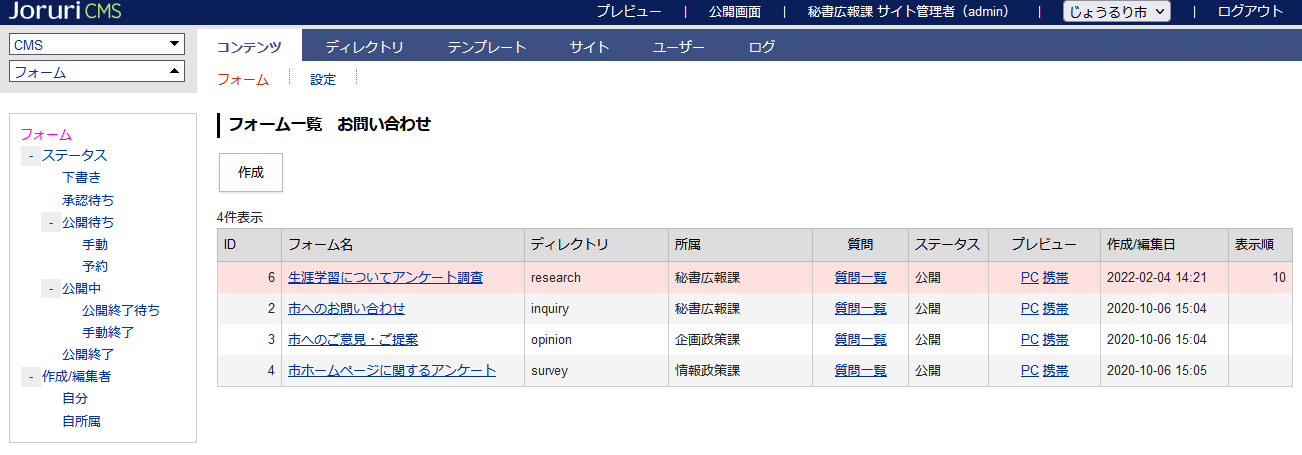 Joruri CMS プレビュー | 公開画面 | 秘書広報課 サイト管理者（admin） | じょうるり市 | ログアウト
CMS
フォーム
コンテンツ ディレクトリ テンプレート サイト ユーザー ログ
フォーム 設定
フォーム
- ステータス
下書き
承認待ち
- 公開待ち
手動
予約
- 公開中
公開終了待ち
手動終了
公開終了
- 作成/編集者
自分
自所属
フォーム一覧 お問い合わせ
作成
4件表示
ID フォーム名 ディレクトリ 所属 質問 ステータス プレビュー 作成/編集日 表示順
6 生涯学習についてアンケート調査 research 秘書広報課 質問一覧 公開 PC 携帯 2022-02-04 14:21 10
2 市へのお問い合わせ inquiry 秘書広報課 質問一覧 公開 PC 携帯 2020-10-06 15:04
3 市へのご意見・ご提案 opinion 企画政策課 質問一覧 公開 PC 携帯 2020-10-06 15:04
4 市ホームページに関するアンケート survey 情報政策課 質問一覧 公開 PC 携帯 2020-10-06 15:05